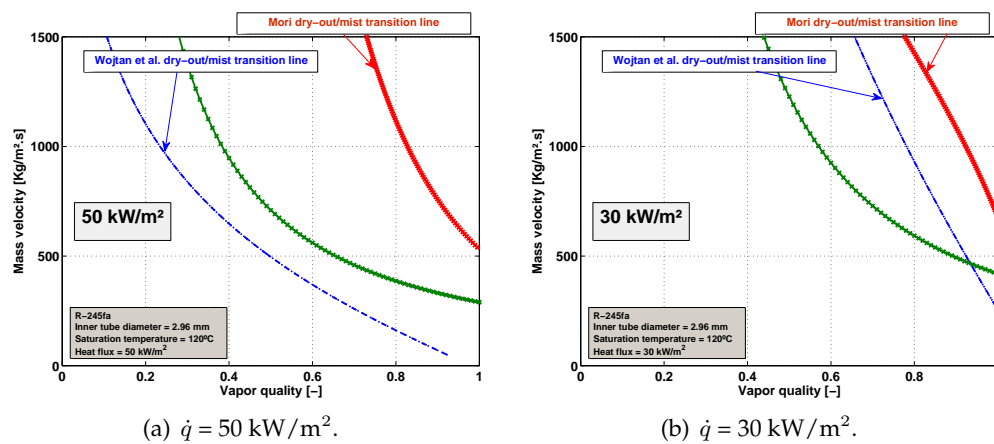 Mori dry−out/mist transition line
Wojtan et al. dry−out/mist transition line
1500
1000
500
0
Mass velocity [Kg/m².s]
50 kW/m²
R−245fa
Inner tube diameter = 2.96 mm
Saturation temperature = 120ºC
Heat flux = 50 kW/m²
0 0.2 0.4 0.6 0.8 1
Vapor quality [−]
(a) q̇ = 50 kW/m².
Mori dry−out/mist transition line
Wojtan et al. dry−out/mist transition line
1500
1000
500
0
Mass velocity [Kg/m².s]
30 kW/m²
R−245fa
Inner tube diameter = 2.96 mm
Saturation temperature = 120ºC
Heat flux = 30 kW/m²
0 0.2 0.4 0.6 0.8
Vapor quality [−]
(b) q̇ = 30 kW/m².